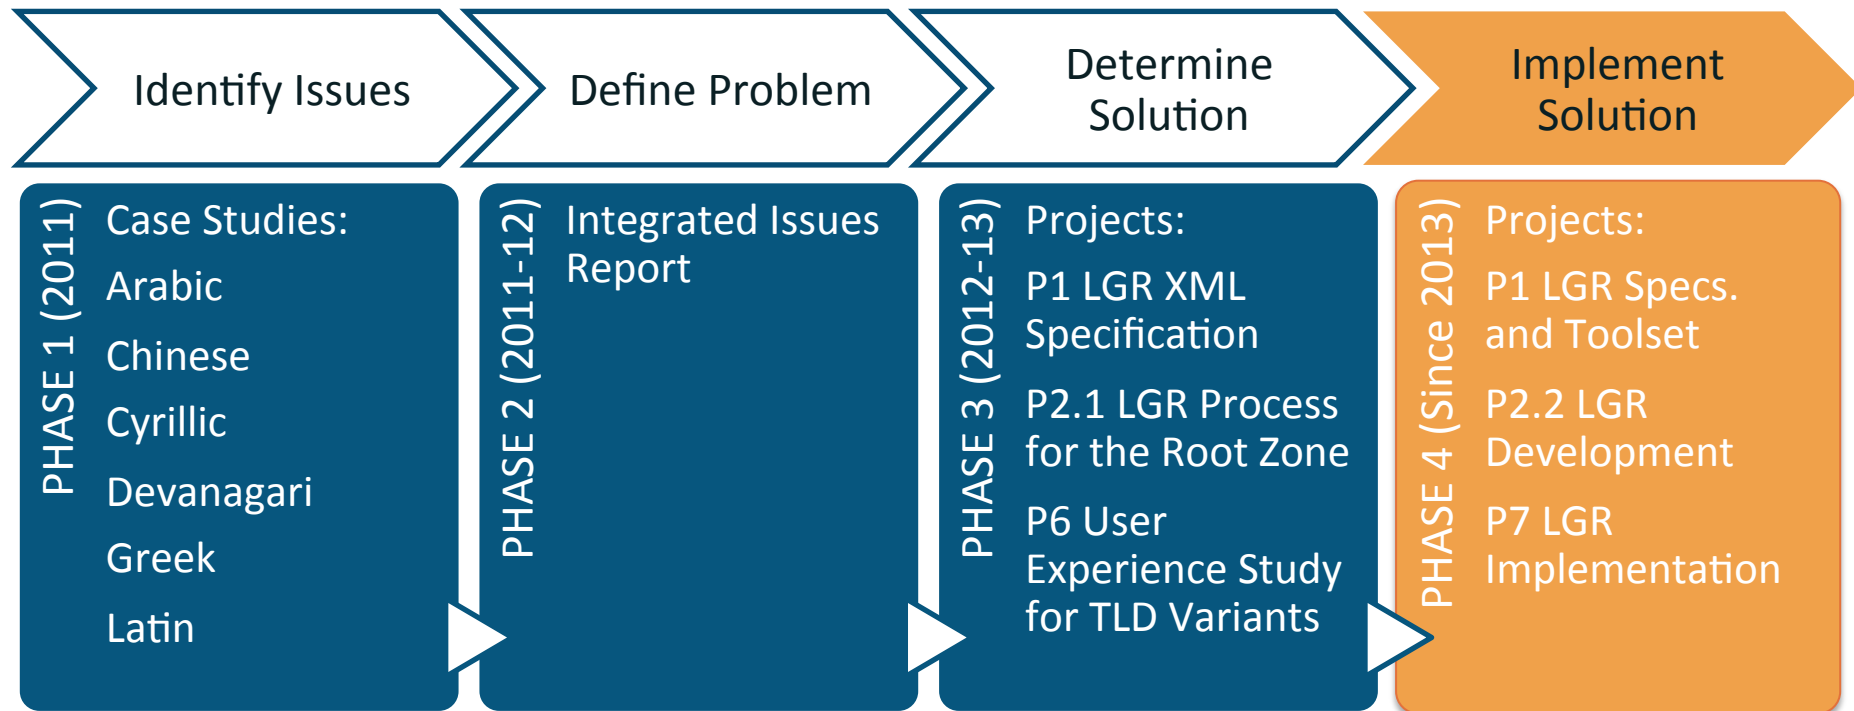 Identify Issues
Define Problem
Determine
Solution
Implement
Solution
PHASE 1 (2011)
Case Studies:
Arabic
Chinese
Cyrillic
Devanagari
Greek
Latin
PHASE 2 (2011-12)
Integrated Issues
Report
PHASE 3 (2012-13)
Projects:
P1 LGR XML
Specification
P2.1 LGR Process
for the Root Zone
P6 User
Experience Study
for TLD Variants
PHASE 4 (Since 2013)
Projects:
P1 LGR Specs.
and Toolset
P2.2 LGR
Development
P7 LGR
Implementation